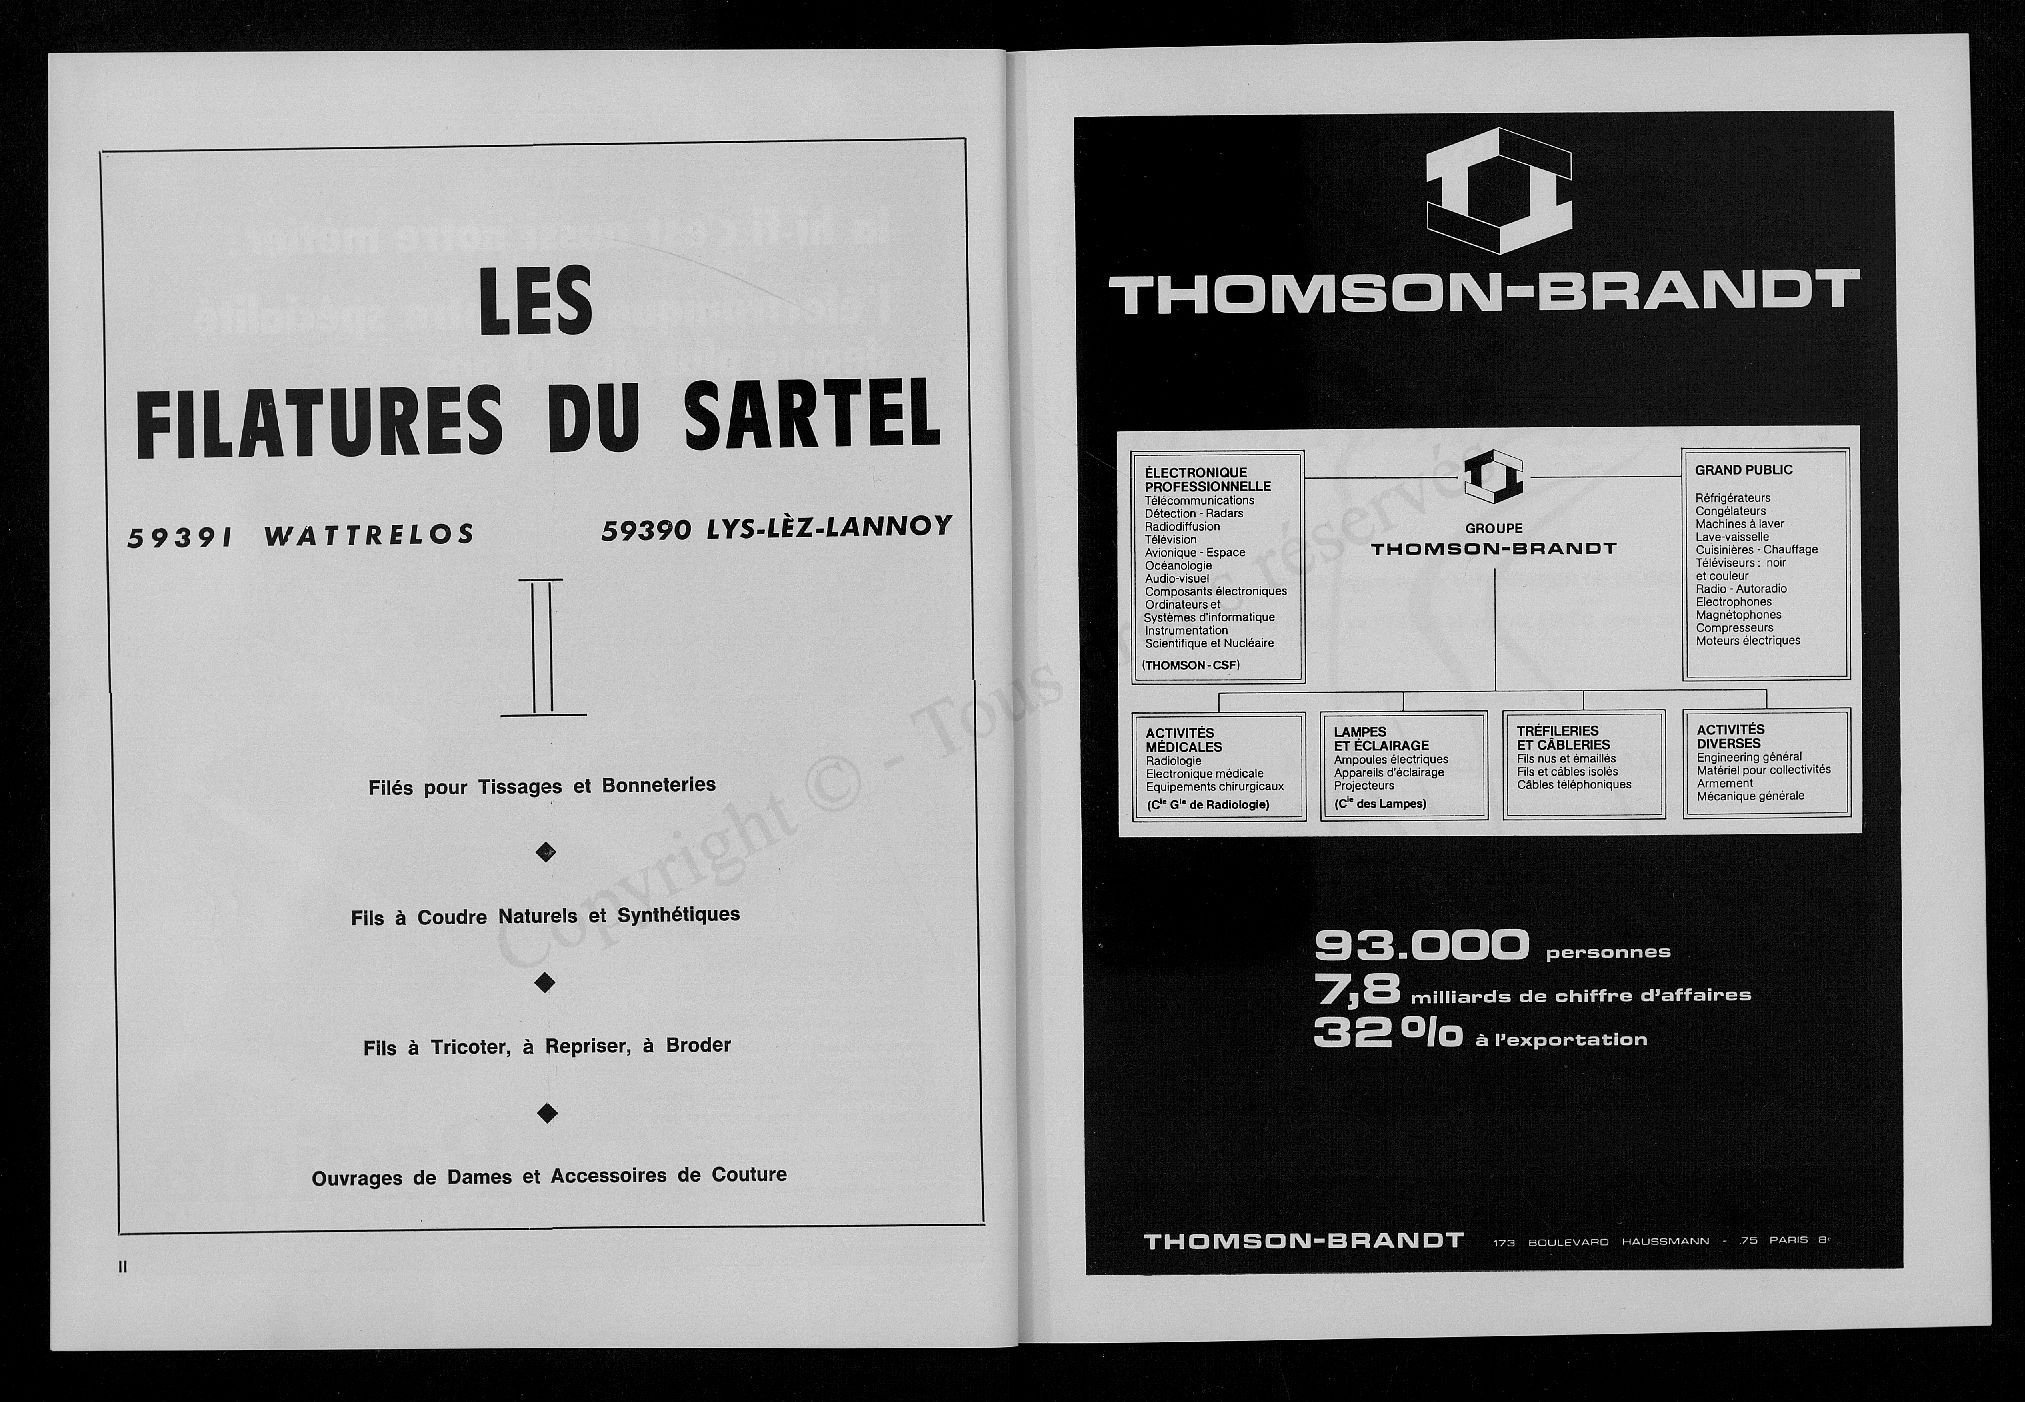 LES
FILATURES DU SARTEL
59391 WATTRELOS
59390 LYS-LÈZ-LANNOY
Filés pour Tissages et Bonneteries
Fils à Coudre Naturels et Synthétiques
Fils à Tricoter, à Repriser, à Broder
Ouvrages de Dames et Accessoires de Couture
II
Copyright © - Tous droits réservés
THOMSON-BRANDT
ÉLECTRONIQUE
PROFESSIONNELLE
Télécommunications
Détection - Radars
Radiodiffusion
Télévision
Avionique - Espace
Océanologie
Audio-visuel
Composants électroniques
Ordinateurs et
Systèmes d'informatique
Instrumentation
Scientifique et Nucléaire
(THOMSON-CSF)
GROUPE
THOMSON-BRANDT
GRAND PUBLIC
Réfrigérateurs
Congélateurs
Machines à laver
Lave-vaisselle
Cuisinières - Chauffage
Téléviseurs : noir
et couleur
Radio - Autoradio
Electrophones
Magnétophones
Compresseurs
Moteurs électriques
ACTIVITÉS
MÉDICALES
Radiologie
Electronique médicale
Equipements chirurgicaux
(Cie Gle de Radiologie)
LAMPES
ET ÉCLAIRAGE
Ampoules électriques
Appareils d'éclairage
Projecteurs
(Cie des Lampes)
TRÉFILERIES
ET CÂBLERIES
Fils nus et émaillés
Fils et câbles isolés
Câbles téléphoniques
ACTIVITÉS
DIVERSES
Engineering général
Matériel pour collectivités
Armement
Mécanique générale
93.000 personnes
7,8 milliards de chiffre d'affaires
32% à l'exportation
THOMSON-BRANDT 173 BOULEVARD HAUSSMANN - 75 PARIS 8e